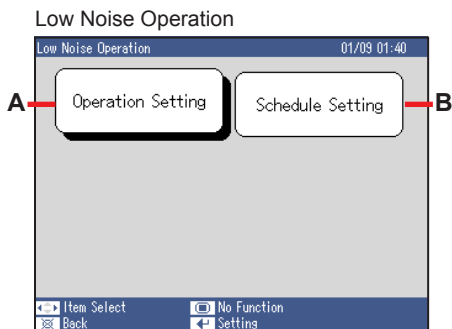 Low Noise Operation
Low Noise Operation 01/09 01:40
A Operation Setting Schedule Setting B
Item Select No Function
Back Setting